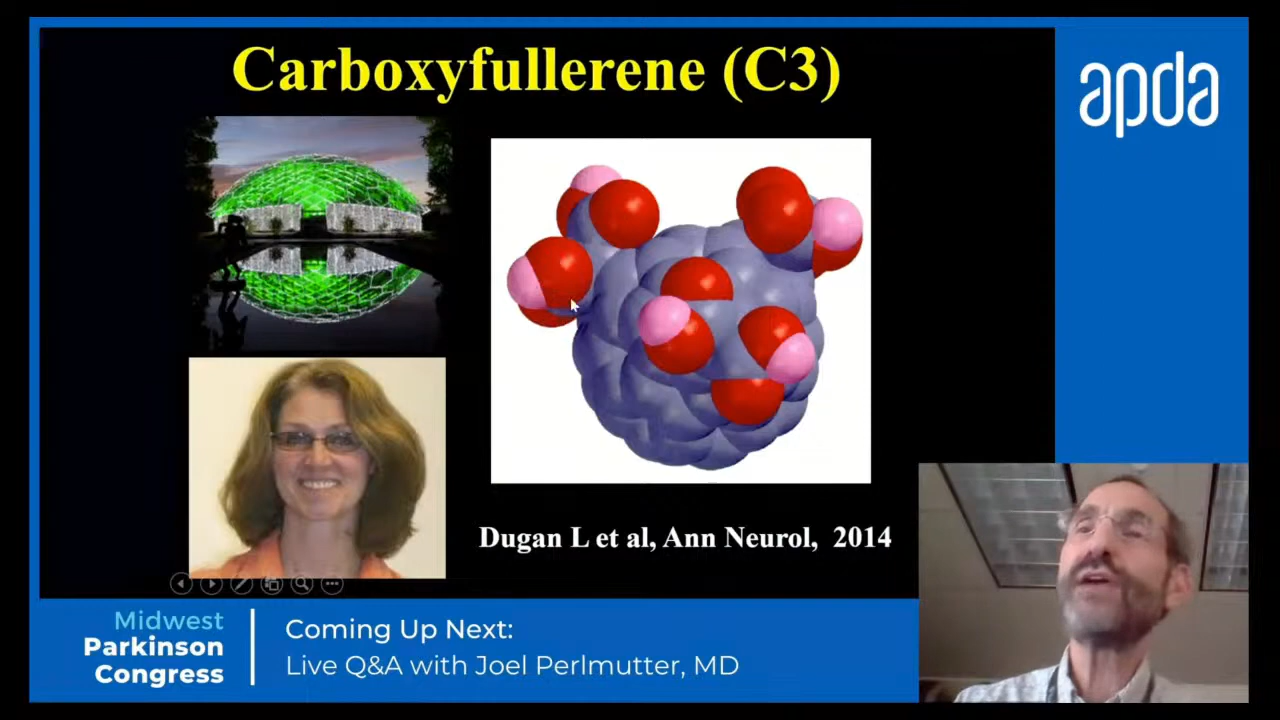 Carboxyfullerene (C3)
apda
Dugan L et al, Ann Neurol, 2014
Midwest
Parkinson
Congress
Coming Up Next:
Live Q&A with Joel Perlmutter, MD